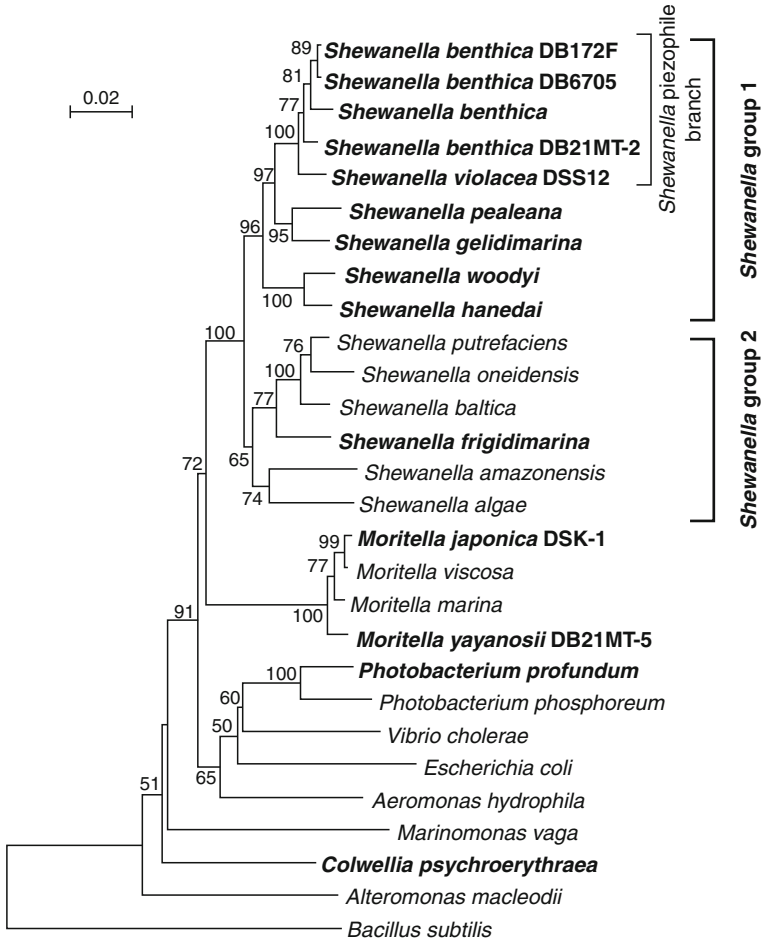 0.02
89
Shewanella benthica DB172F
81
Shewanella benthica DB6705
77
Shewanella benthica
100
Shewanella benthica DB21MT-2
97
Shewanella violacea DSS12
Shewanella piezophile
branch
Shewanella group 1
Shewanella pealeana
96
95
Shewanella gelidimarina
Shewanella woodyi
100
Shewanella hanedai
100
76
Shewanella putrefaciens
100
Shewanella oneidensis
77
Shewanella baltica
Shewanella frigidimarina
Shewanella group 2
72
65
Shewanella amazonensis
74
Shewanella algae
99
Moritella japonica DSK-1
77
Moritella viscosa
91
100
Moritella marina
Moritella yayanosii DB21MT-5
100
Photobacterium profundum
60
Photobacterium phosphoreum
50
Vibrio cholerae
65
Escherichia coli
51
Aeromonas hydrophila
Marinomonas vaga
Colwellia psychroerythraea
Alteromonas macleodii
Bacillus subtilis